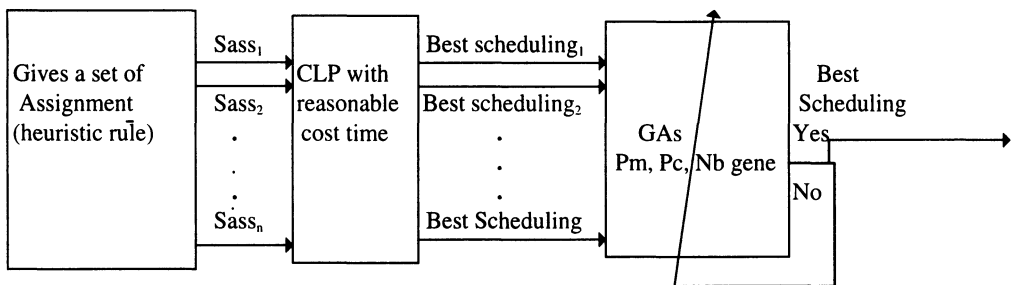 Gives a set of
Assignment
(heuristic rule)
Sass₁
Sass₂
Sassₙ
CLP with
reasonable
cost time
Best scheduling₁
Best scheduling₂
Best Scheduling
GAs
Pm, Pc, Nb gene
Best
Scheduling
Yes
No